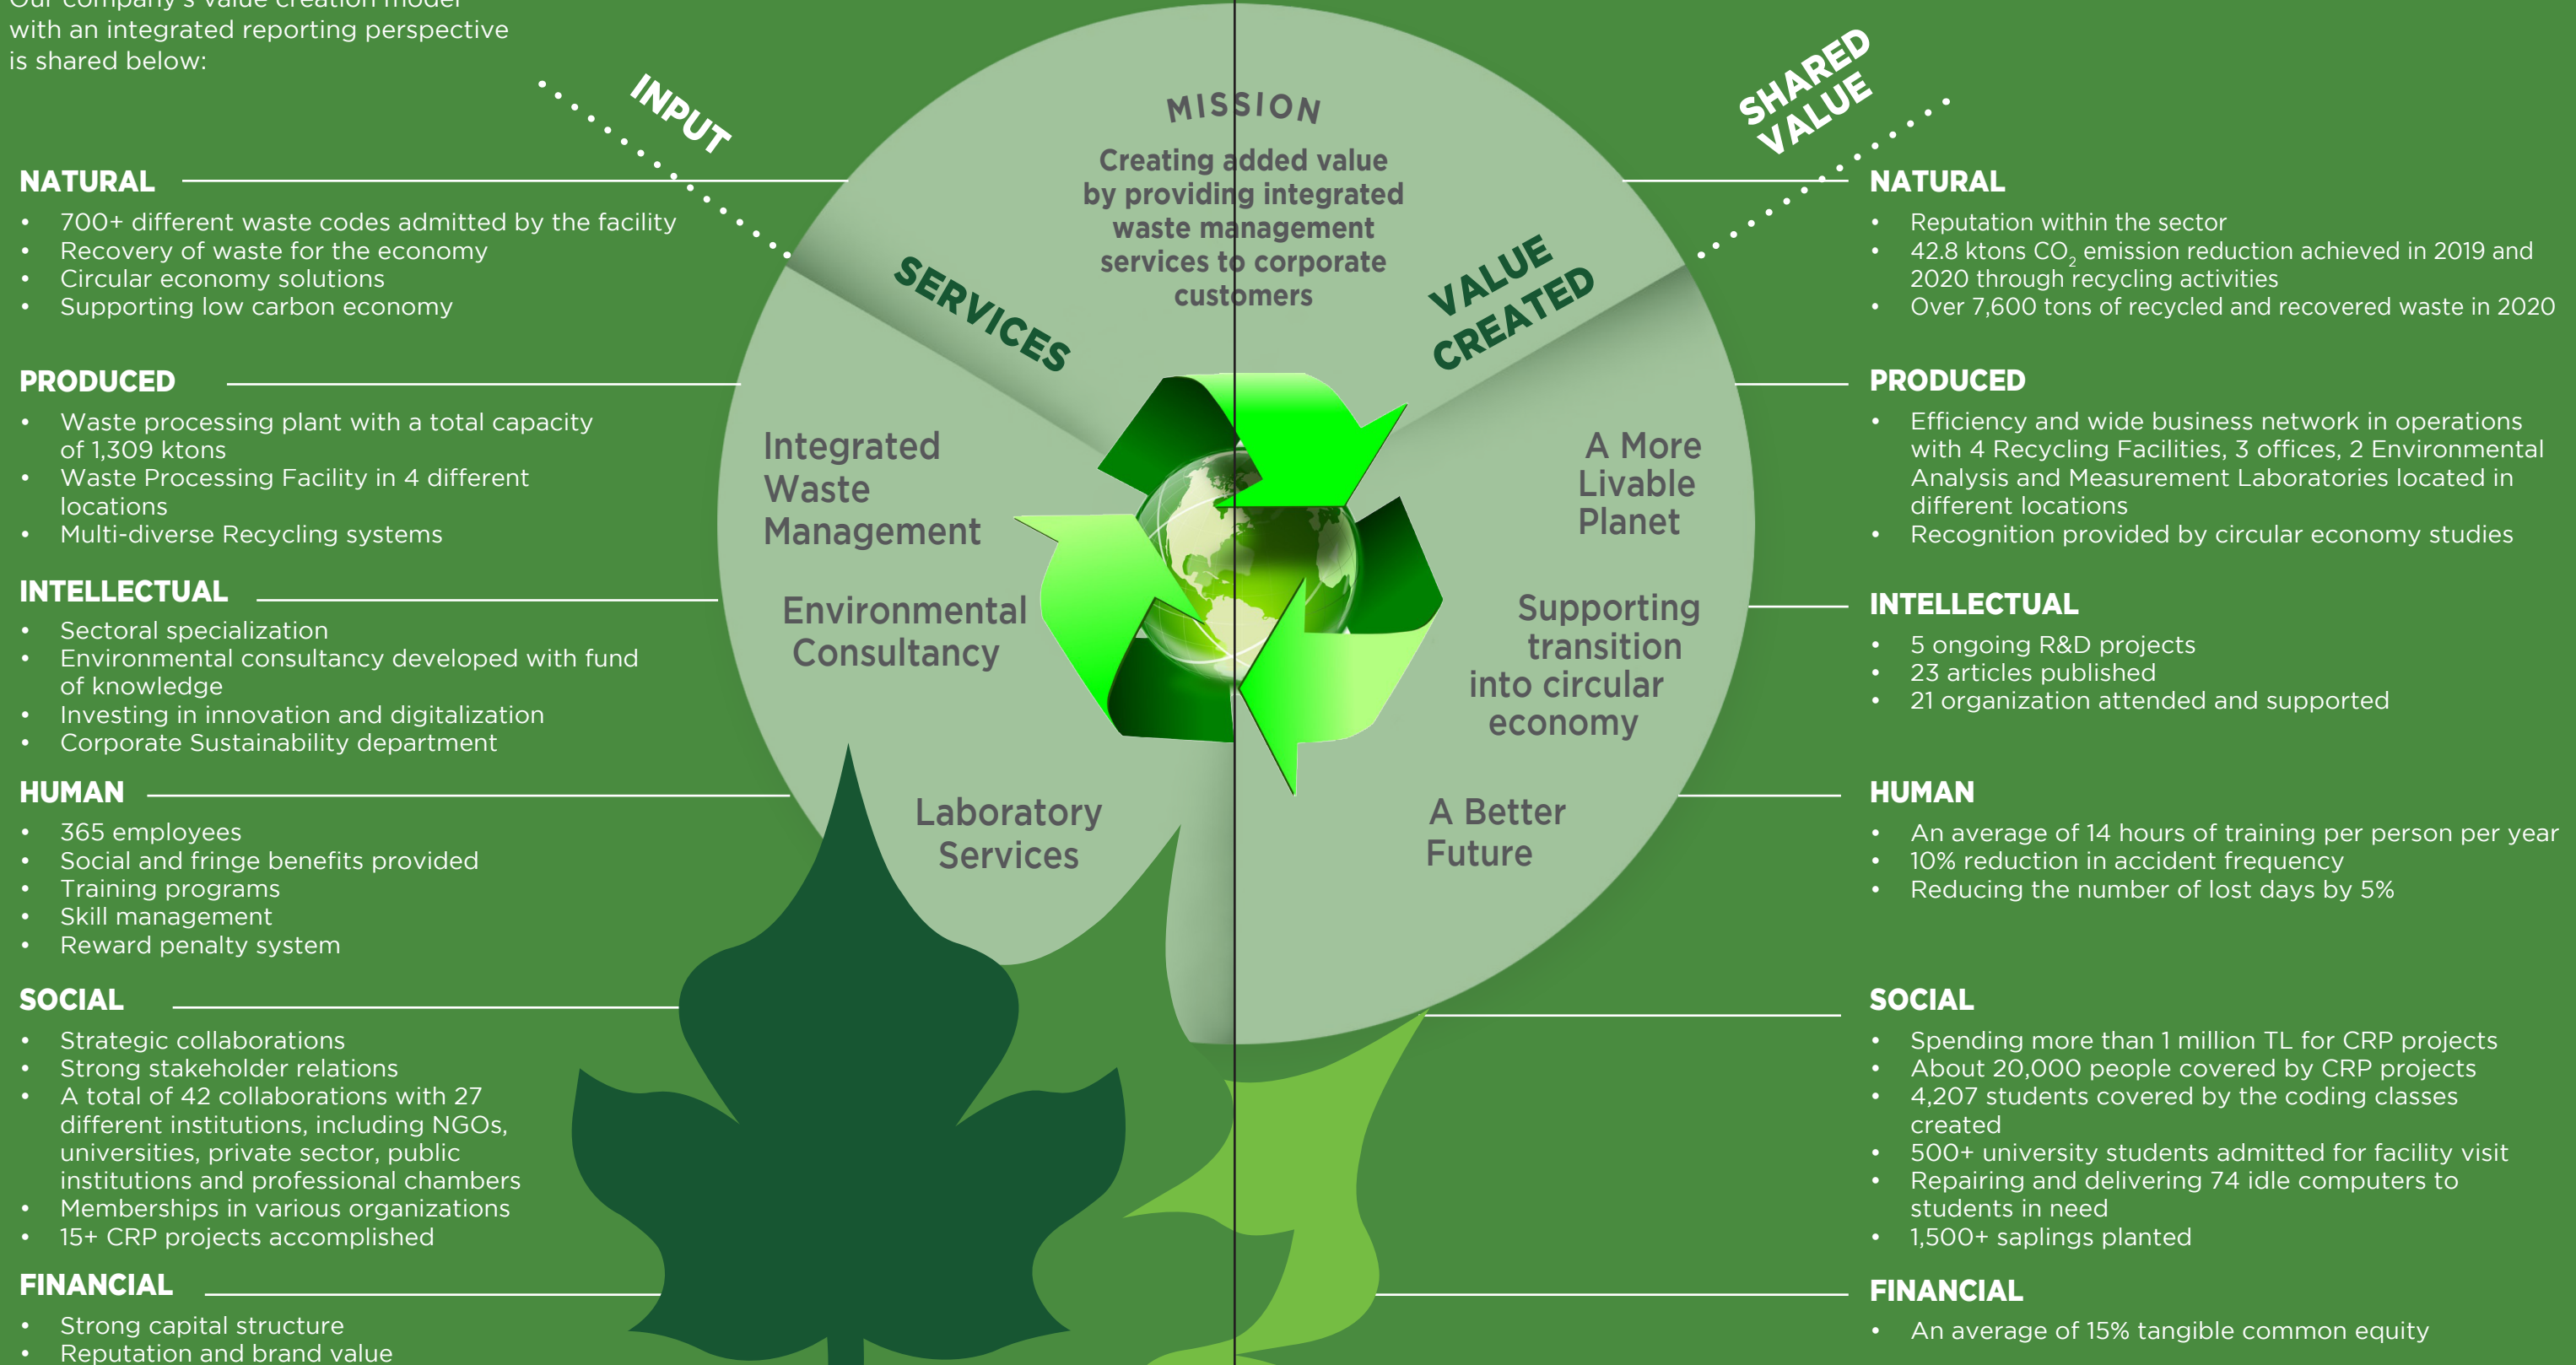 Our company's value creation model
with an integrated reporting perspective
is shared below:
INPUT
NATURAL
• 700+ different waste codes admitted by the facility
• Recovery of waste for the economy
• Circular economy solutions
• Supporting low carbon economy
PRODUCED
• Waste processing plant with a total capacity
of 1,309 ktons
• Waste Processing Facility in 4 different
locations
• Multi-diverse Recycling systems
INTELLECTUAL
• Sectoral specialization
• Environmental consultancy developed with fund
of knowledge
• Investing in innovation and digitalization
• Corporate Sustainability department
HUMAN
• 365 employees
• Social and fringe benefits provided
• Training programs
• Skill management
• Reward penalty system
SOCIAL
• Strategic collaborations
• Strong stakeholder relations
• A total of 42 collaborations with 27
different institutions, including NGOs,
universities, private sector, public
institutions and professional chambers
• Memberships in various organizations
• 15+ CRP projects accomplished
FINANCIAL
• Strong capital structure
• Reputation and brand value
MISSION
Creating added value
by providing integrated
waste management
services to corporate
customers
SERVICES
Integrated
Waste
Management
Environmental
Consultancy
Laboratory
Services
VALUE
CREATED
A More
Livable
Planet
Supporting
transition
into circular
economy
A Better
Future
SHARED
VALUE
NATURAL
• Reputation within the sector
• 42.8 ktons CO₂ emission reduction achieved in 2019 and
2020 through recycling activities
• Over 7,600 tons of recycled and recovered waste in 2020
PRODUCED
• Efficiency and wide business network in operations
with 4 Recycling Facilities, 3 offices, 2 Environmental
Analysis and Measurement Laboratories located in
different locations
• Recognition provided by circular economy studies
INTELLECTUAL
• 5 ongoing R&D projects
• 23 articles published
• 21 organization attended and supported
HUMAN
• An average of 14 hours of training per person per year
• 10% reduction in accident frequency
• Reducing the number of lost days by 5%
SOCIAL
• Spending more than 1 million TL for CRP projects
• About 20,000 people covered by CRP projects
• 4,207 students covered by the coding classes
created
• 500+ university students admitted for facility visit
• Repairing and delivering 74 idle computers to
students in need
• 1,500+ saplings planted
FINANCIAL
• An average of 15% tangible common equity